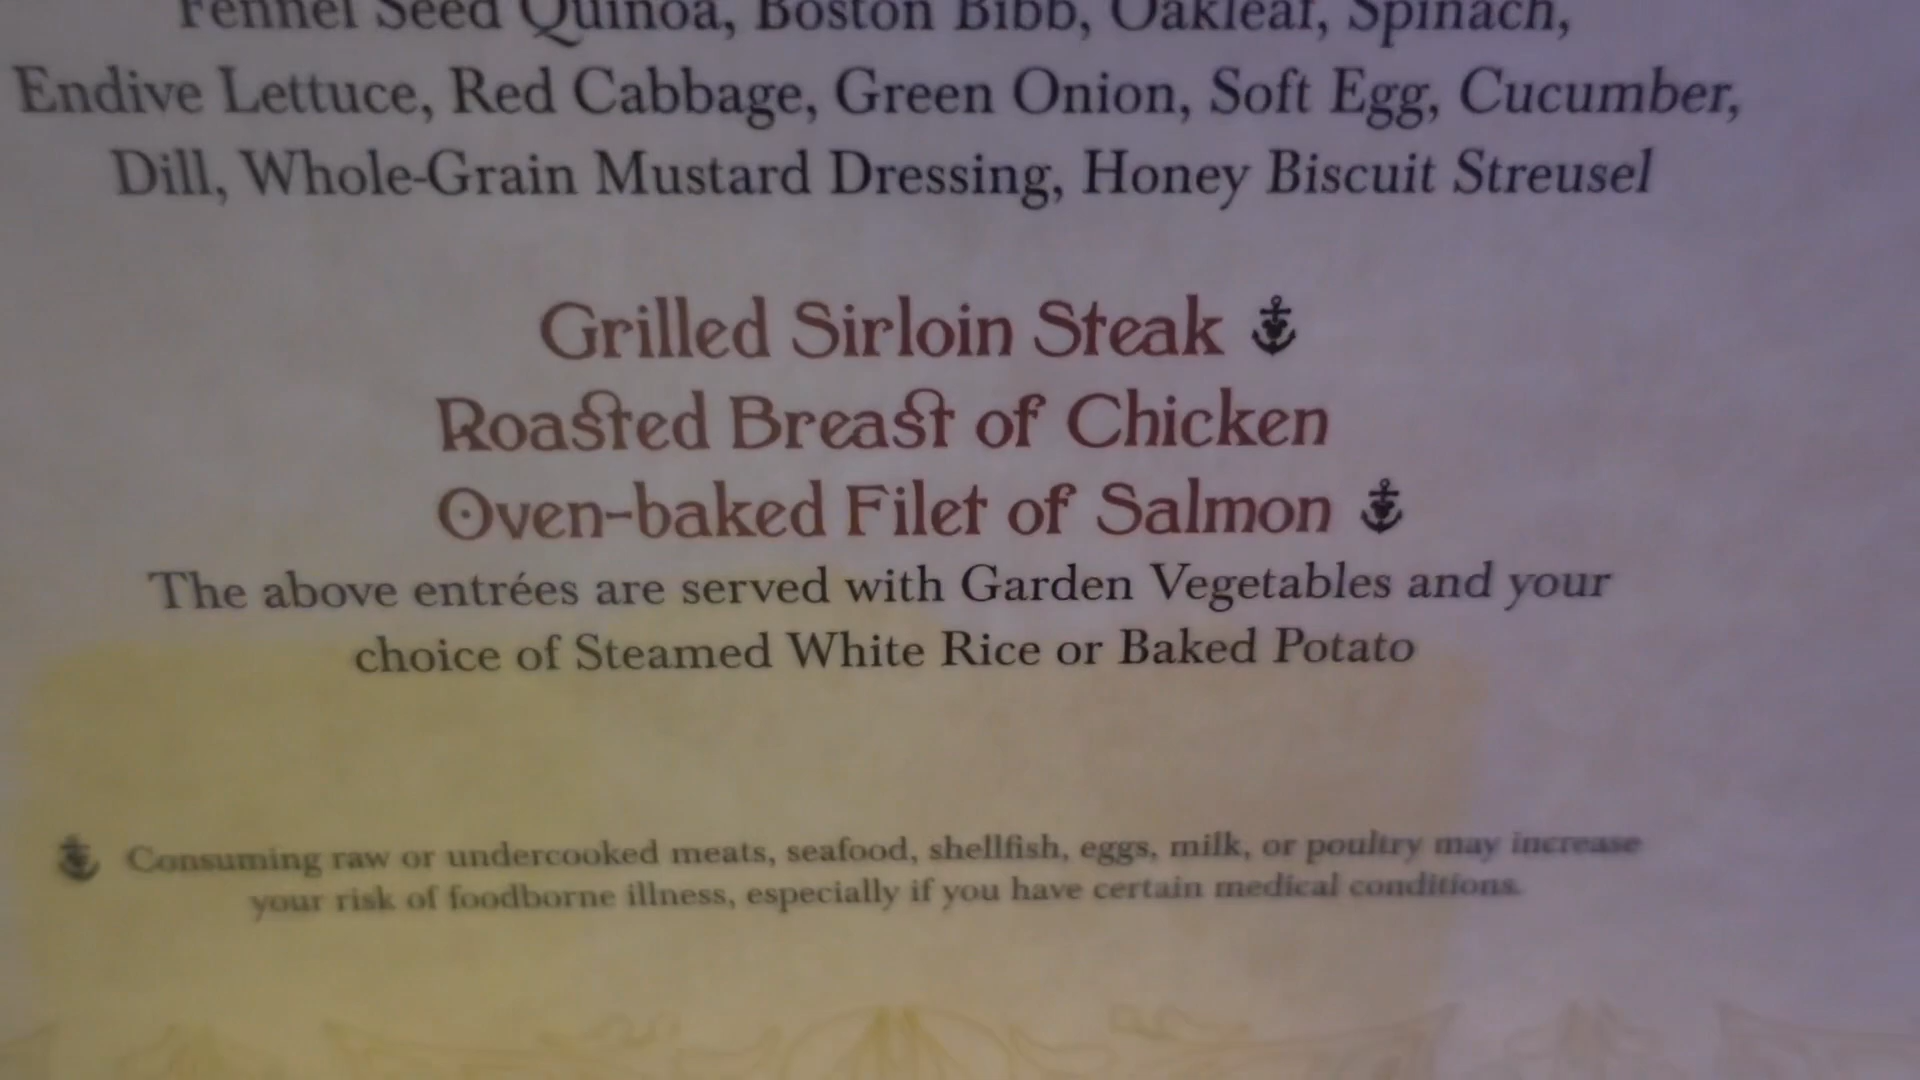 Fennel Seed Quinoa, Boston Bibb, Oakleaf, Spinach,
Endive Lettuce, Red Cabbage, Green Onion, Soft Egg, Cucumber,
Dill, Whole-Grain Mustard Dressing, Honey Biscuit Streusel
Grilled Sirloin Steak
Roasted Breast of Chicken
Oven-baked Filet of Salmon
The above entrées are served with Garden Vegetables and your
choice of Steamed White Rice or Baked Potato
Consuming raw or undercooked meats, seafood, shellfish, eggs, milk, or poultry may increase
your risk of foodborne illness, especially if you have certain medical conditions.